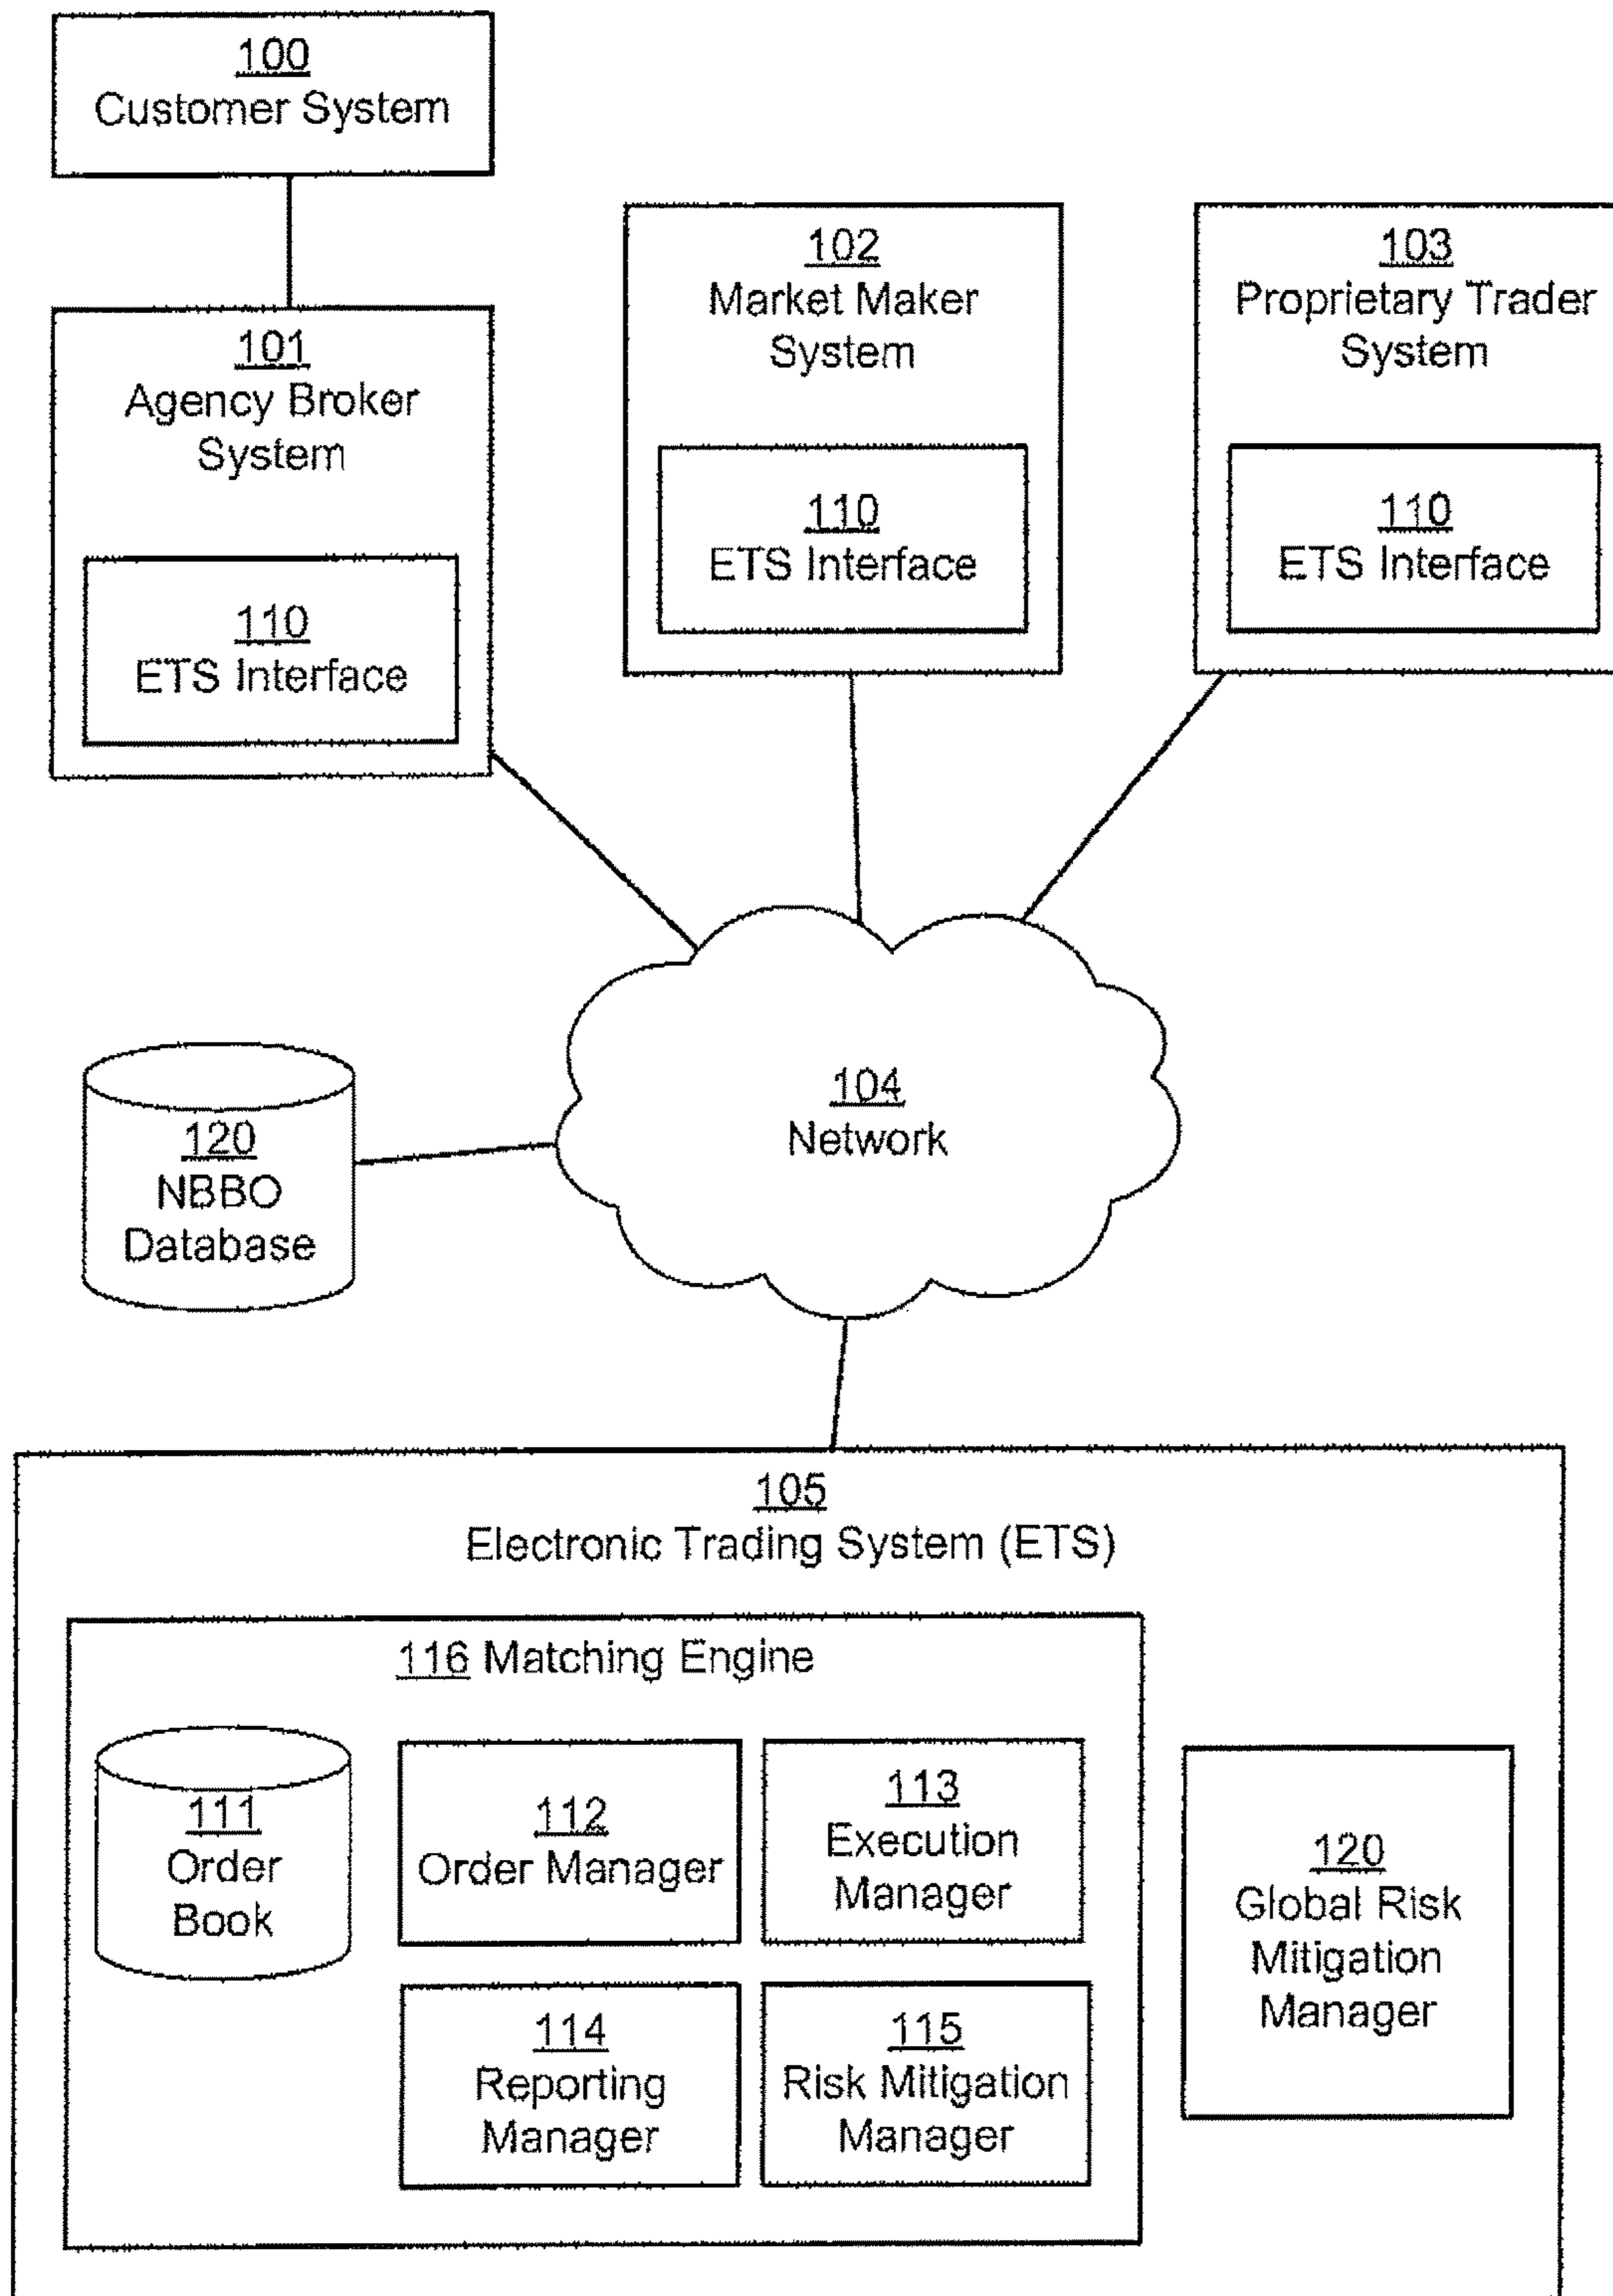 100
Customer System
101
Agency Broker
System
110
ETS Interface
102
Market Maker
System
110
ETS Interface
103
Proprietary Trader
System
110
ETS Interface
104
Network
120
NBBO
Database
105
Electronic Trading System (ETS)
116 Matching Engine
111
Order
Book
112
Order Manager
113
Execution
Manager
114
Reporting
Manager
115
Risk Mitigation
Manager
120
Global Risk
Mitigation
Manager